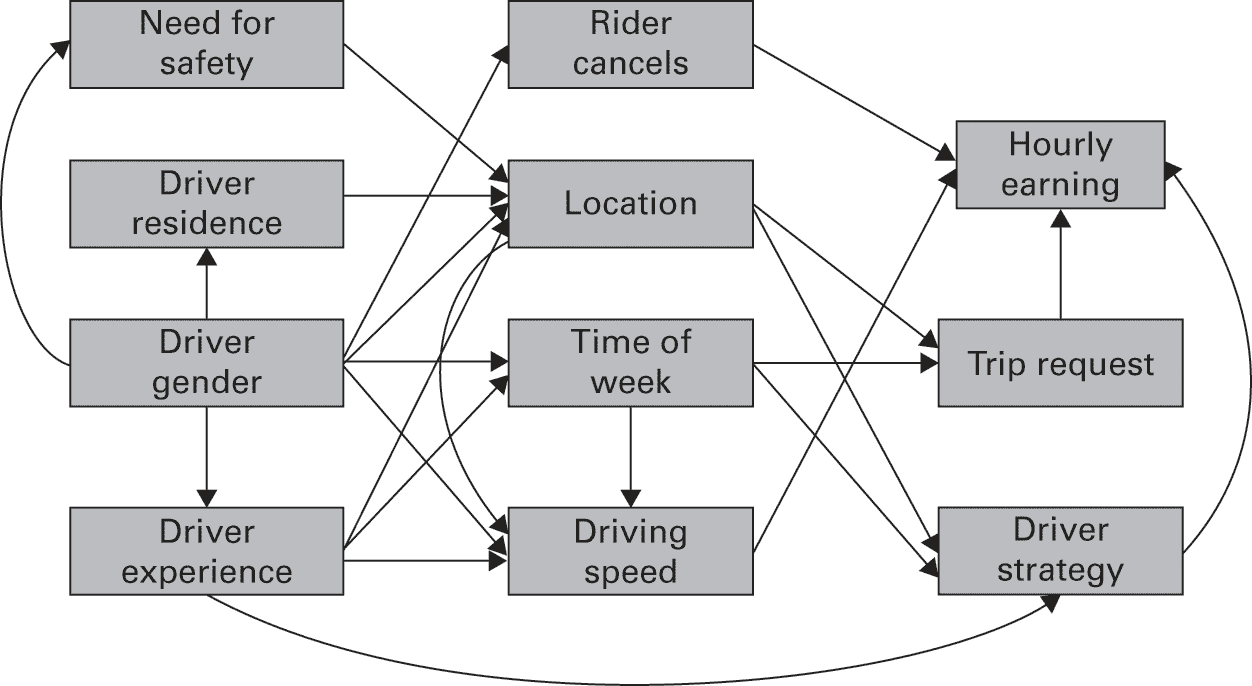 Need for
safety
Rider
cancels
Hourly
earning
Driver
residence
Location
Driver
gender
Time of
week
Trip request
Driver
experience
Driving
speed
Driver
strategy